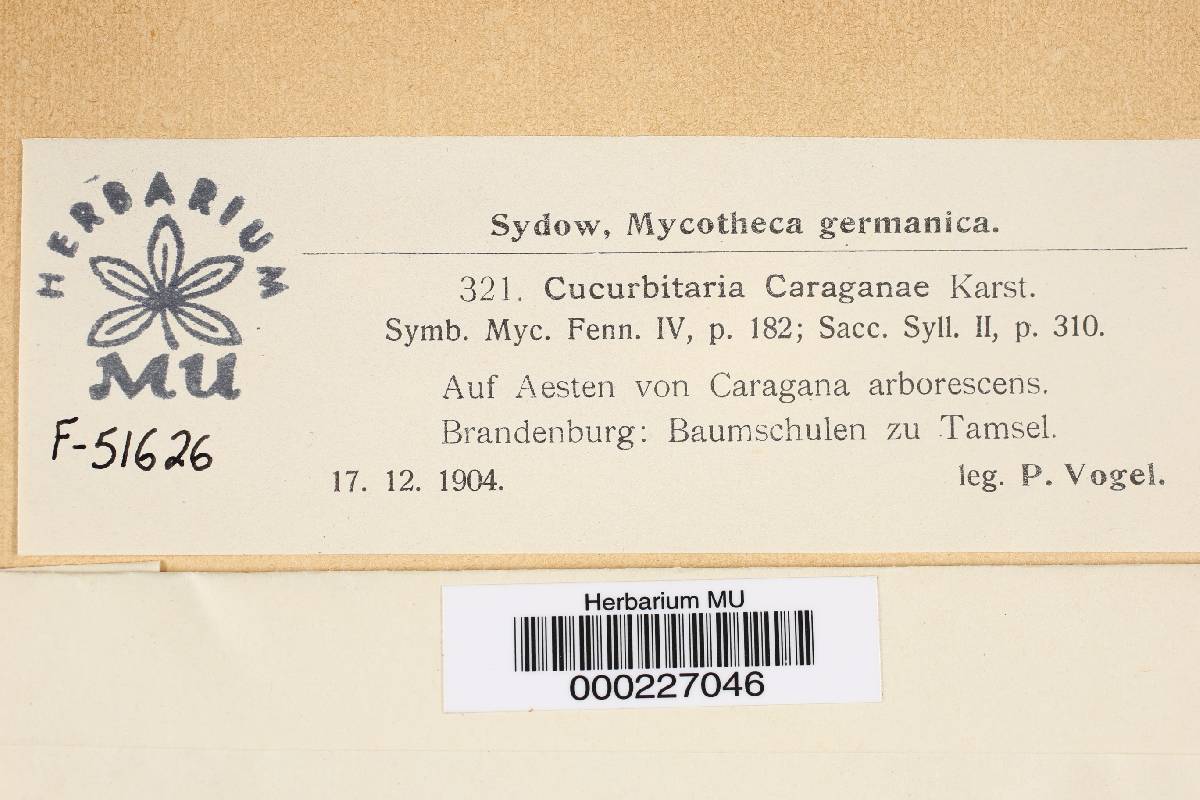 HERBARIUM
MU
F-51626
Sydow, Mycotheca germanica.
321. Cucurbitaria Caraganae Karst.
Symb. Myc. Fenn. IV, p. 182; Sacc. Syll. II, p. 310.
Auf Aesten von Caragana arborescens.
Brandenburg: Baumschulen zu Tamsel.
17. 12. 1904. leg. P. Vogel.
Herbarium MU
000227046